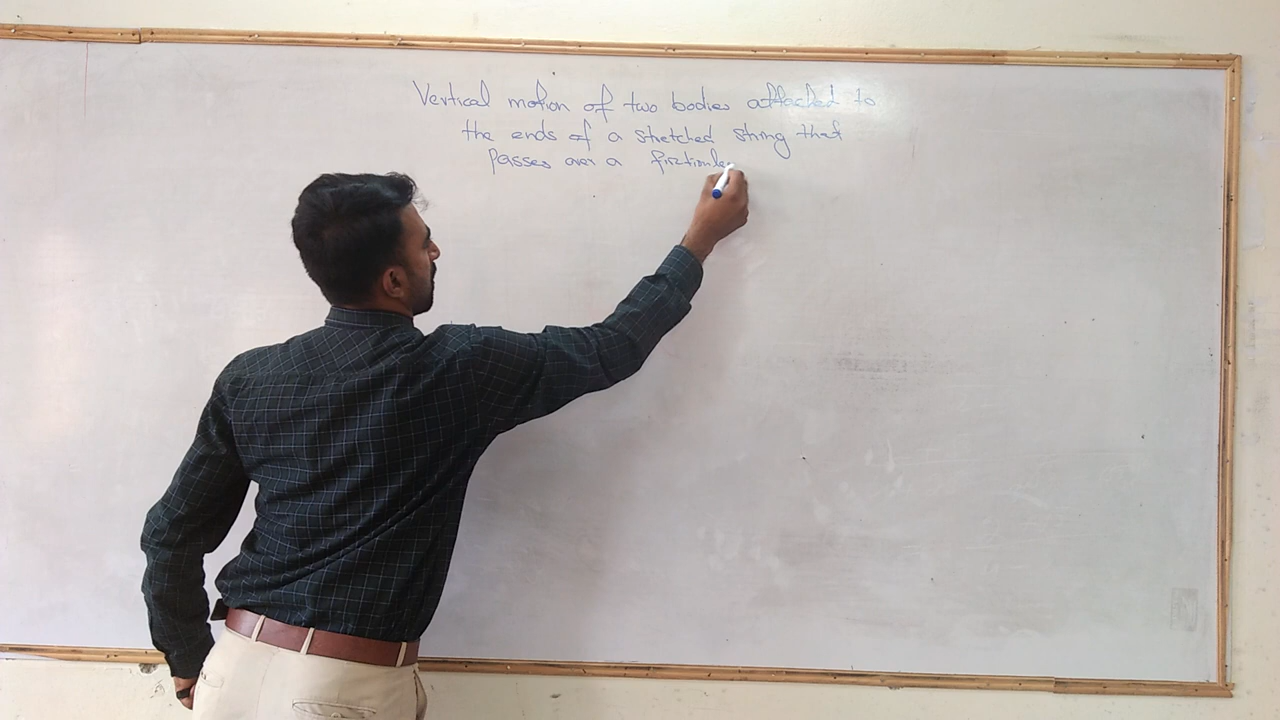 Vertical motion of two bodies attached to
the ends of a stretched string that
Passes over a frictionle